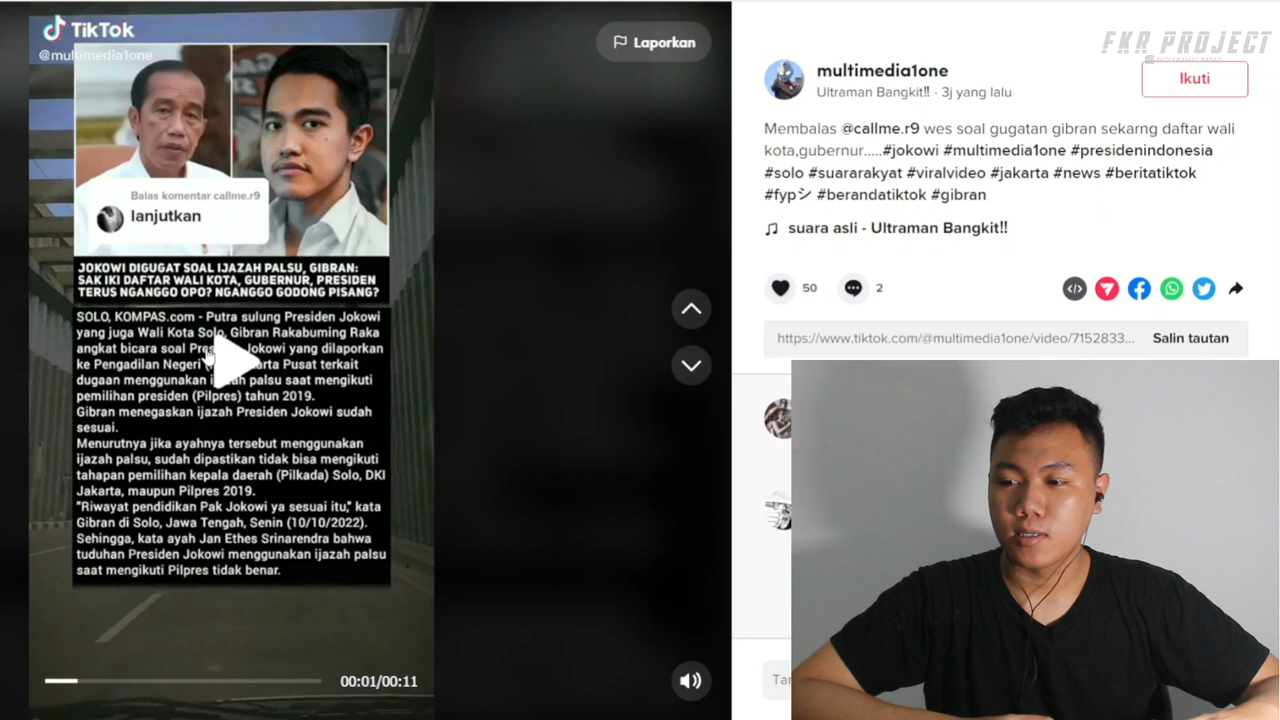 TikTok
@multimedia1one
Balas komentar callme.r9
lanjutkan
JOKOWI DIGUGAT SOAL IJAZAH PALSU, GIBRAN:
SAK IKI DAFTAR WALI KOTA, GUBERNUR, PRESIDEN
TERUS NGANGGO OPO? NGANGGO GODONG PISANG?
SOLO, KOMPAS.com - Putra sulung Presiden Jokowi
yang juga Wali Kota Solo, Gibran Rakabuming Raka
angkat bicara soal Jokowi yang dilaporkan
ke Pengadilan Negeri Pusat terkait
dugaan menggunakan ijazah palsu saat mengikuti
pemilihan presiden (Pilpres) tahun 2019.
Gibran menegaskan ijazah Presiden Jokowi sudah
sesuai.
Menurutnya jika ayahnya tersebut menggunakan
ijazah palsu, sudah dipastikan tidak bisa mengikuti
tahapan pemilihan kepala daerah (Pilkada) Solo, DKI
Jakarta, maupun Pilpres 2019.
"Riwayat pendidikan Pak Jokowi ya sesuai itu," kata
Gibran di Solo, Jawa Tengah, Senin (10/10/2022).
Sehingga, kata ayah Jan Ethes Srinarendra bahwa
tuduhan Presiden Jokowi menggunakan ijazah palsu
saat mengikuti Pilpres tidak benar.
00:01/00:11
Laporkan
FKR PROJECT
multimedia1one
Ultraman Bangkit!! · 3j yang lalu
Ikuti
Membalas @callme.r9 wes soal gugatan gibran sekarng daftar wali
kota,gubernur.....#jokowi #multimedia1one #presidenindonesia
#solo #suararakyat #viralvideo #jakarta #news #beritatiktok
#fypシ #berandatiktok #gibran
suara asli - Ultraman Bangkit!!
50
2
https://www.tiktok.com/@multimedia1one/video/7152833...
Salin tautan